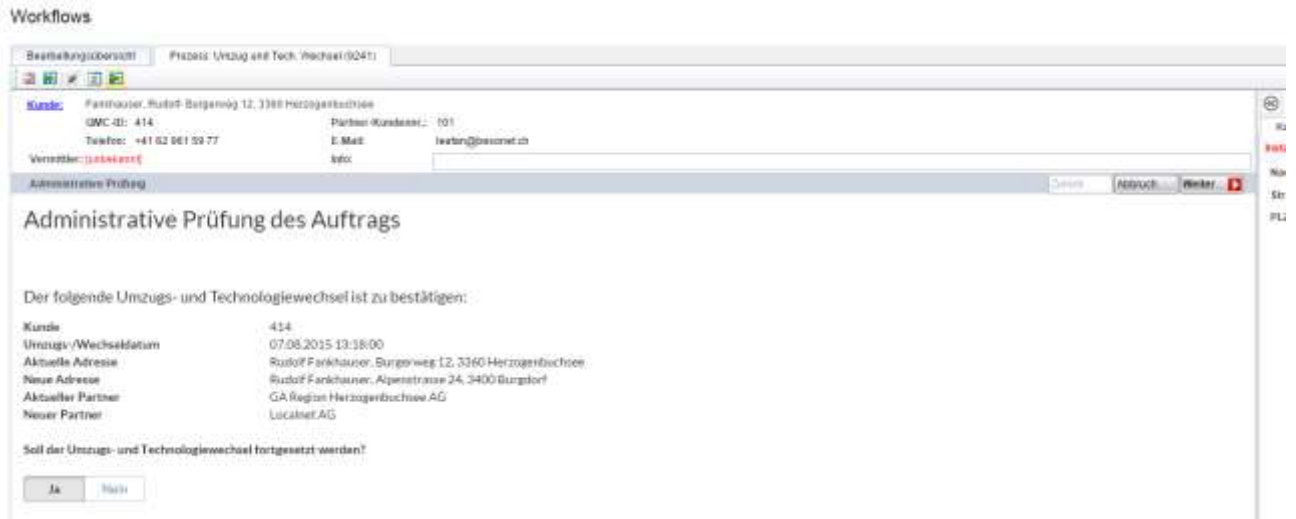 Workflows
Bearbeitungsübersicht Prozess: Umzug und Tech. Wechsel (9241)
Kunde: Fankhauser, Rudolf- Burgerweg 12, 3360 Herzogenbuchsee
QMC-ID: 414 Partner-Kundennr.: 101
Telefon: +41 62 961 59 77 E-Mail:
Vermittler: [unbekannt] Info:
Administrative Prüfung Zurück Abbruch... Weiter...
Administrative Prüfung des Auftrags
Der folgende Umzugs- und Technologiewechsel ist zu bestätigen:
Kunde 414
Umzugs-/Wechseldatum 07.08.2015 13:18:00
Aktuelle Adresse Rudolf Fankhauser, Burgerweg 12, 3360 Herzogenbuchsee
Neue Adresse Rudolf Fankhauser, Alpenstrasse 24, 3400 Burgdorf
Aktueller Partner GA Region Herzogenbuchsee AG
Neuer Partner Localnet AG
Soll der Umzugs- und Technologiewechsel fortgesetzt werden?
Ja Nein